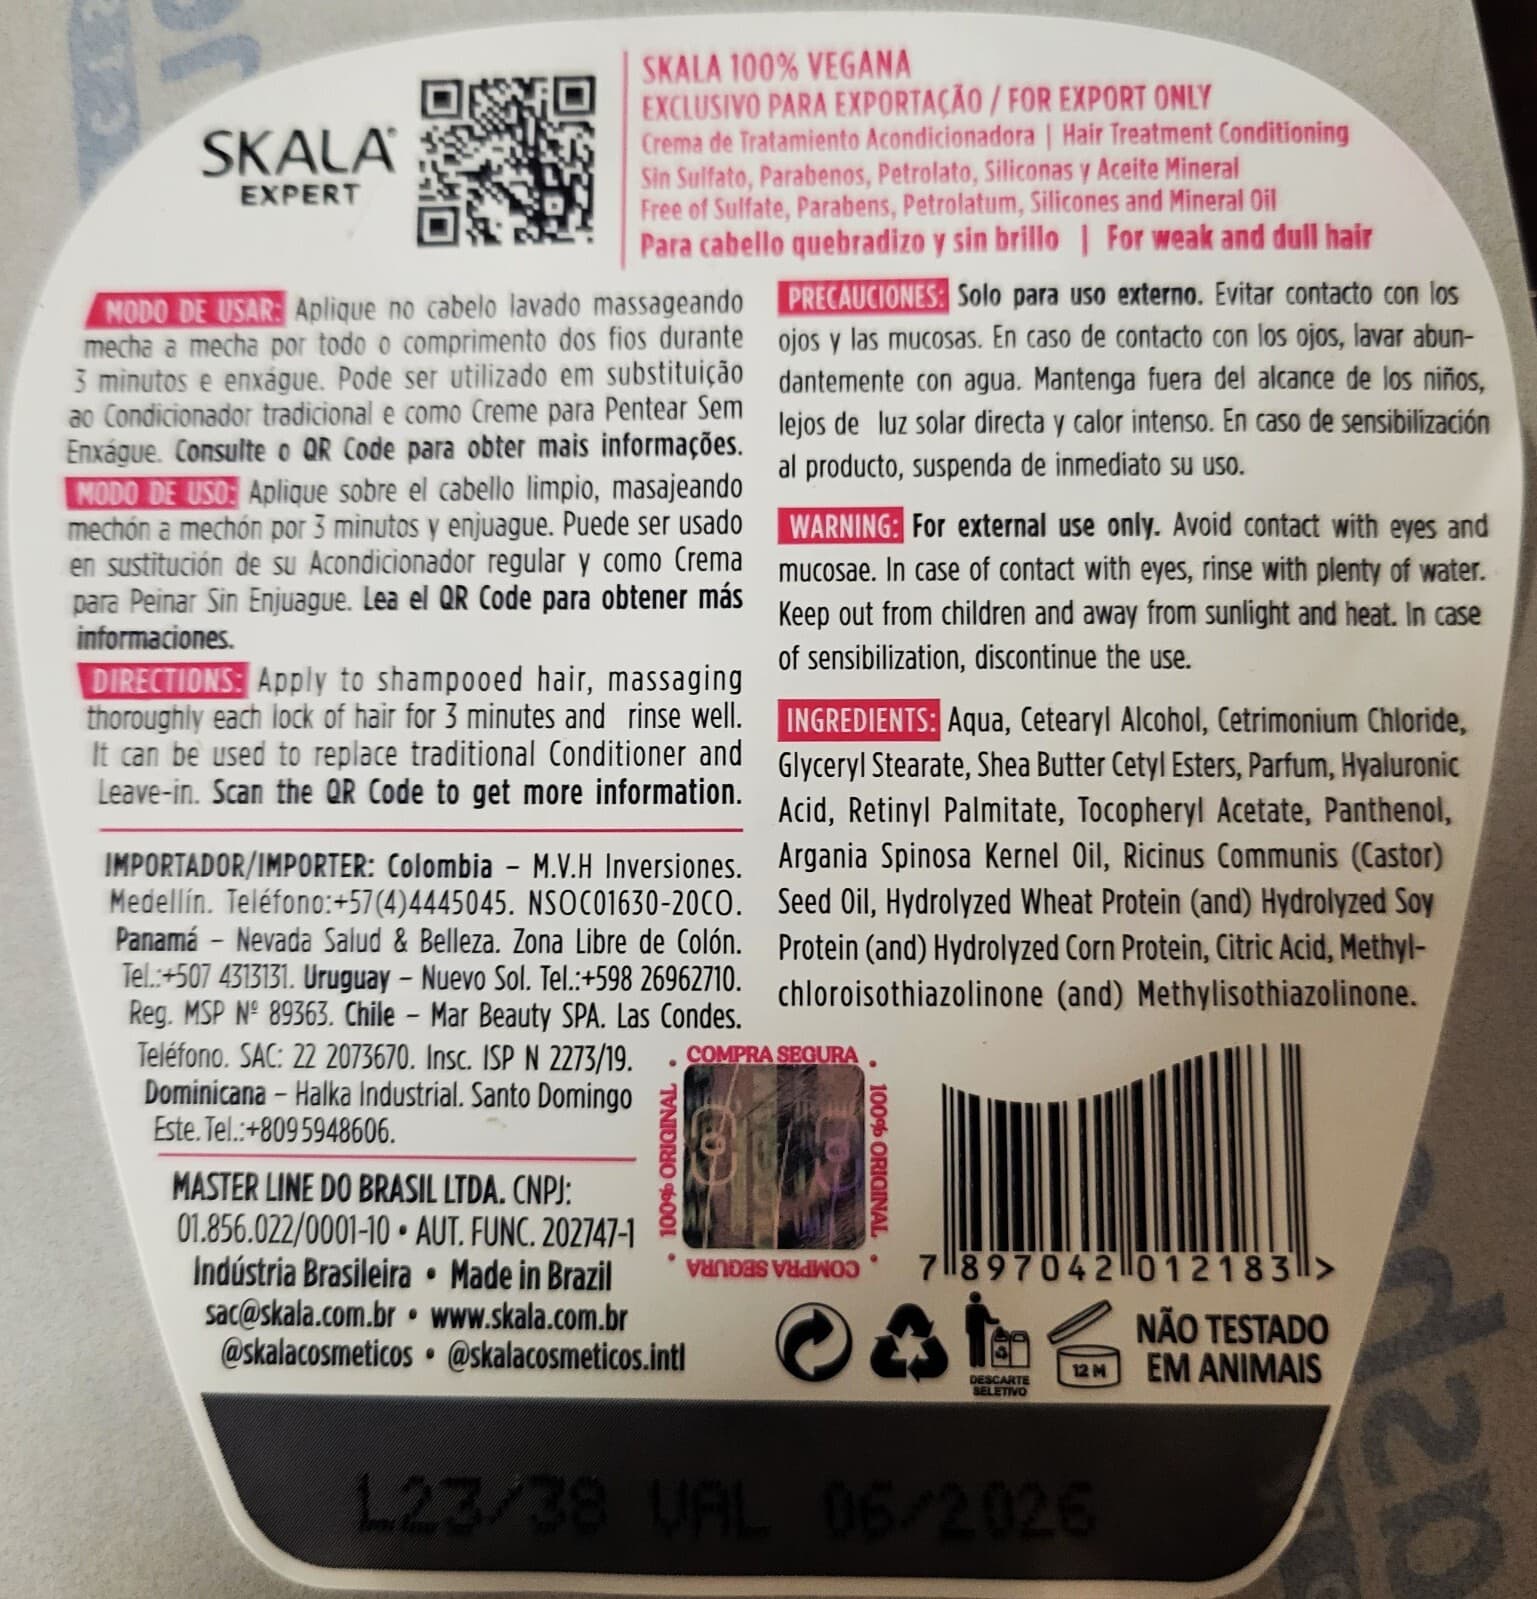 SKALA
EXPERT
SKALA 100% VEGANA
EXCLUSIVO PARA EXPORTAÇÃO / FOR EXPORT ONLY
Crema de Tratamiento Acondicionadora | Hair Treatment Conditioning
Sin Sulfato, Parabenos, Petrolato, Siliconas y Aceite Mineral
Free of Sulfate, Parabens, Petrolatum, Silicones and Mineral Oil
Para cabello quebradizo y sin brillo | For weak and dull hair
MODO DE USAR: Aplique no cabelo lavado massageando
mecha a mecha por todo o comprimento dos fios durante
3 minutos e enxágue. Pode ser utilizado em substituição
ao Condicionador tradicional e como Creme para Pentear Sem
Enxágue. Consulte o QR Code para obter mais informações.
MODO DE USO: Aplique sobre el cabello limpio, masajeando
mechón a mechón por 3 minutos y enjuague. Puede ser usado
en sustitución de su Acondicionador regular y como Crema
para Peinar Sin Enjuague. Lea el QR Code para obtener más
informaciones.
DIRECTIONS: Apply to shampooed hair, massaging
thoroughly each lock of hair for 3 minutes and rinse well.
It can be used to replace traditional Conditioner and
Leave-in. Scan the QR Code to get more information.
IMPORTADOR/IMPORTER: Colombia – M.V.H Inversiones.
Medellín. Teléfono:+57(4)4445045. NSOC01630-20CO.
Panamá – Nevada Salud & Belleza. Zona Libre de Colón.
Tel.:+507 4313131. Uruguay – Nuevo Sol. Tel.:+598 26962710.
Reg. MSP Nº 89363. Chile – Mar Beauty SPA. Las Condes.
Teléfono. SAC: 22 2073670. Insc. ISP N 2273/19.
Dominicana – Halka Industrial. Santo Domingo
Este. Tel.:+8095948606.
MASTER LINE DO BRASIL LTDA. CNPJ:
01.856.022/0001-10 • AUT. FUNC. 202747-1
Indústria Brasileira • Made in Brazil
sac@skala.com.br • www.skala.com.br
@skalacosmeticos • @skalacosmeticos.intl
PRECAUCIONES: Solo para uso externo. Evitar contacto con los
ojos y las mucosas. En caso de contacto con los ojos, lavar abun-
dantemente con agua. Mantenga fuera del alcance de los niños,
lejos de luz solar directa y calor intenso. En caso de sensibilización
al producto, suspenda de inmediato su uso.
WARNING: For external use only. Avoid contact with eyes and
mucosae. In case of contact with eyes, rinse with plenty of water.
Keep out from children and away from sunlight and heat. In case
of sensibilization, discontinue the use.
INGREDIENTS: Aqua, Cetearyl Alcohol, Cetrimonium Chloride,
Glyceryl Stearate, Shea Butter Cetyl Esters, Parfum, Hyaluronic
Acid, Retinyl Palmitate, Tocopheryl Acetate, Panthenol,
Argania Spinosa Kernel Oil, Ricinus Communis (Castor)
Seed Oil, Hydrolyzed Wheat Protein (and) Hydrolyzed Soy
Protein (and) Hydrolyzed Corn Protein, Citric Acid, Methyl-
chloroisothiazolinone (and) Methylisothiazolinone.
COMPRA SEGURA
100% ORIGINAL
100% ORIGINAL
COMPRA SEGURA
7 897042 012183 >
DESCARTE
SELETIVO
12 M
NÃO TESTADO
EM ANIMAIS
L23/38 VAL 06/2026